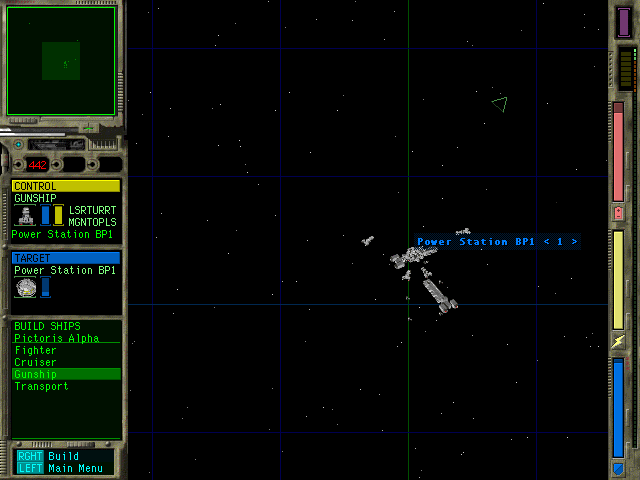 442
CONTROL
GUNSHIP
LSRTURRT
MGNTOPLS
Power Station BP1
TARGET
Power Station BP1
BUILD SHIPS
Pictoris Alpha
Fighter
Cruiser
Gunship
Transport
RGHT Build
LEFT Main Menu
Power Station BP1 < 1 >